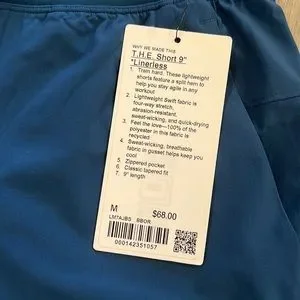 WHY WE MADE THIS
T.H.E. Short 9"
*Linerless
1. Train hard. These lightweight
shorts feature a split hem to
help you stay agile in any
workout
2. Lightweight Swift fabric is
four-way stretch,
abrasion-resistant,
sweat-wicking, and quick-drying
3. Feel the love—100% of the
polyester in this fabric is
recycled
4. Sweat-wicking, breathable
fabric in gusset helps keep you
cool
5. Zippered pocket
6. Classic tapered fit
7. 9" length
M
$68.00
LM7AJBS BBOR
000142351057